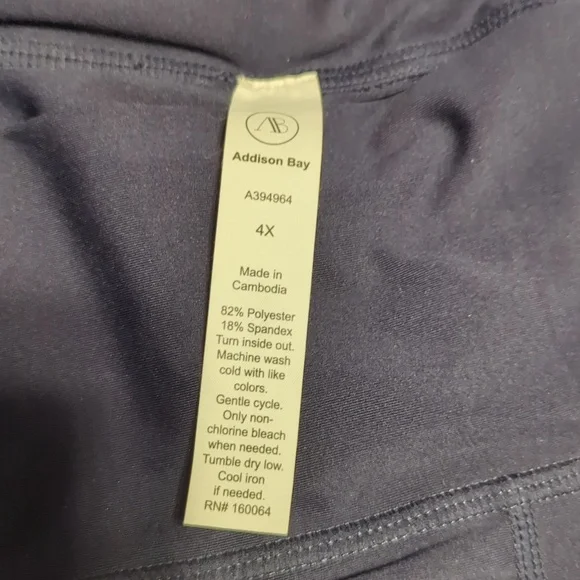 AB
Addison Bay
A394964
4X
Made in
Cambodia
82% Polyester
18% Spandex
Turn inside out.
Machine wash
cold with like
colors.
Gentle cycle.
Only non-
chlorine bleach
when needed.
Tumble dry low.
Cool iron
if needed.
RN# 160064